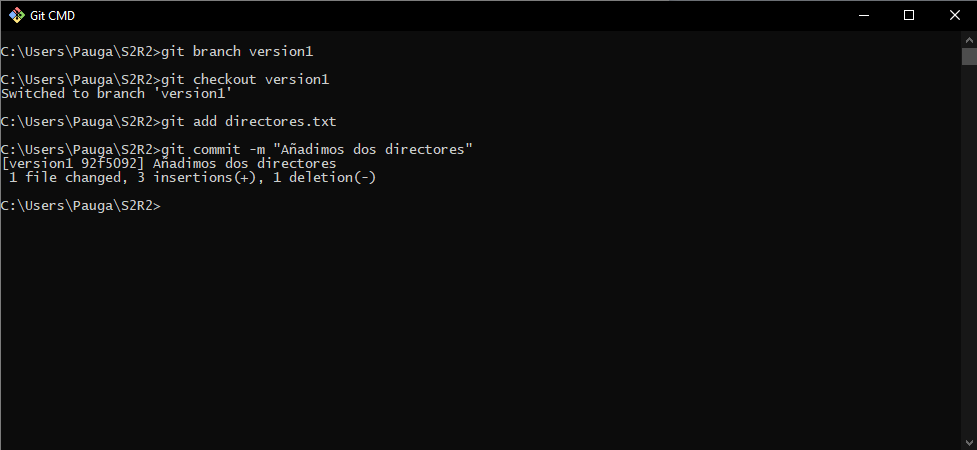 Git CMD
C:\Users\Pauga\S2R2>git branch version1
C:\Users\Pauga\S2R2>git checkout version1
Switched to branch 'version1'
C:\Users\Pauga\S2R2>git add directores.txt
C:\Users\Pauga\S2R2>git commit -m "Añadimos dos directores"
[version1 92f5092] Añadimos dos directores
 1 file changed, 3 insertions(+), 1 deletion(-)
C:\Users\Pauga\S2R2>